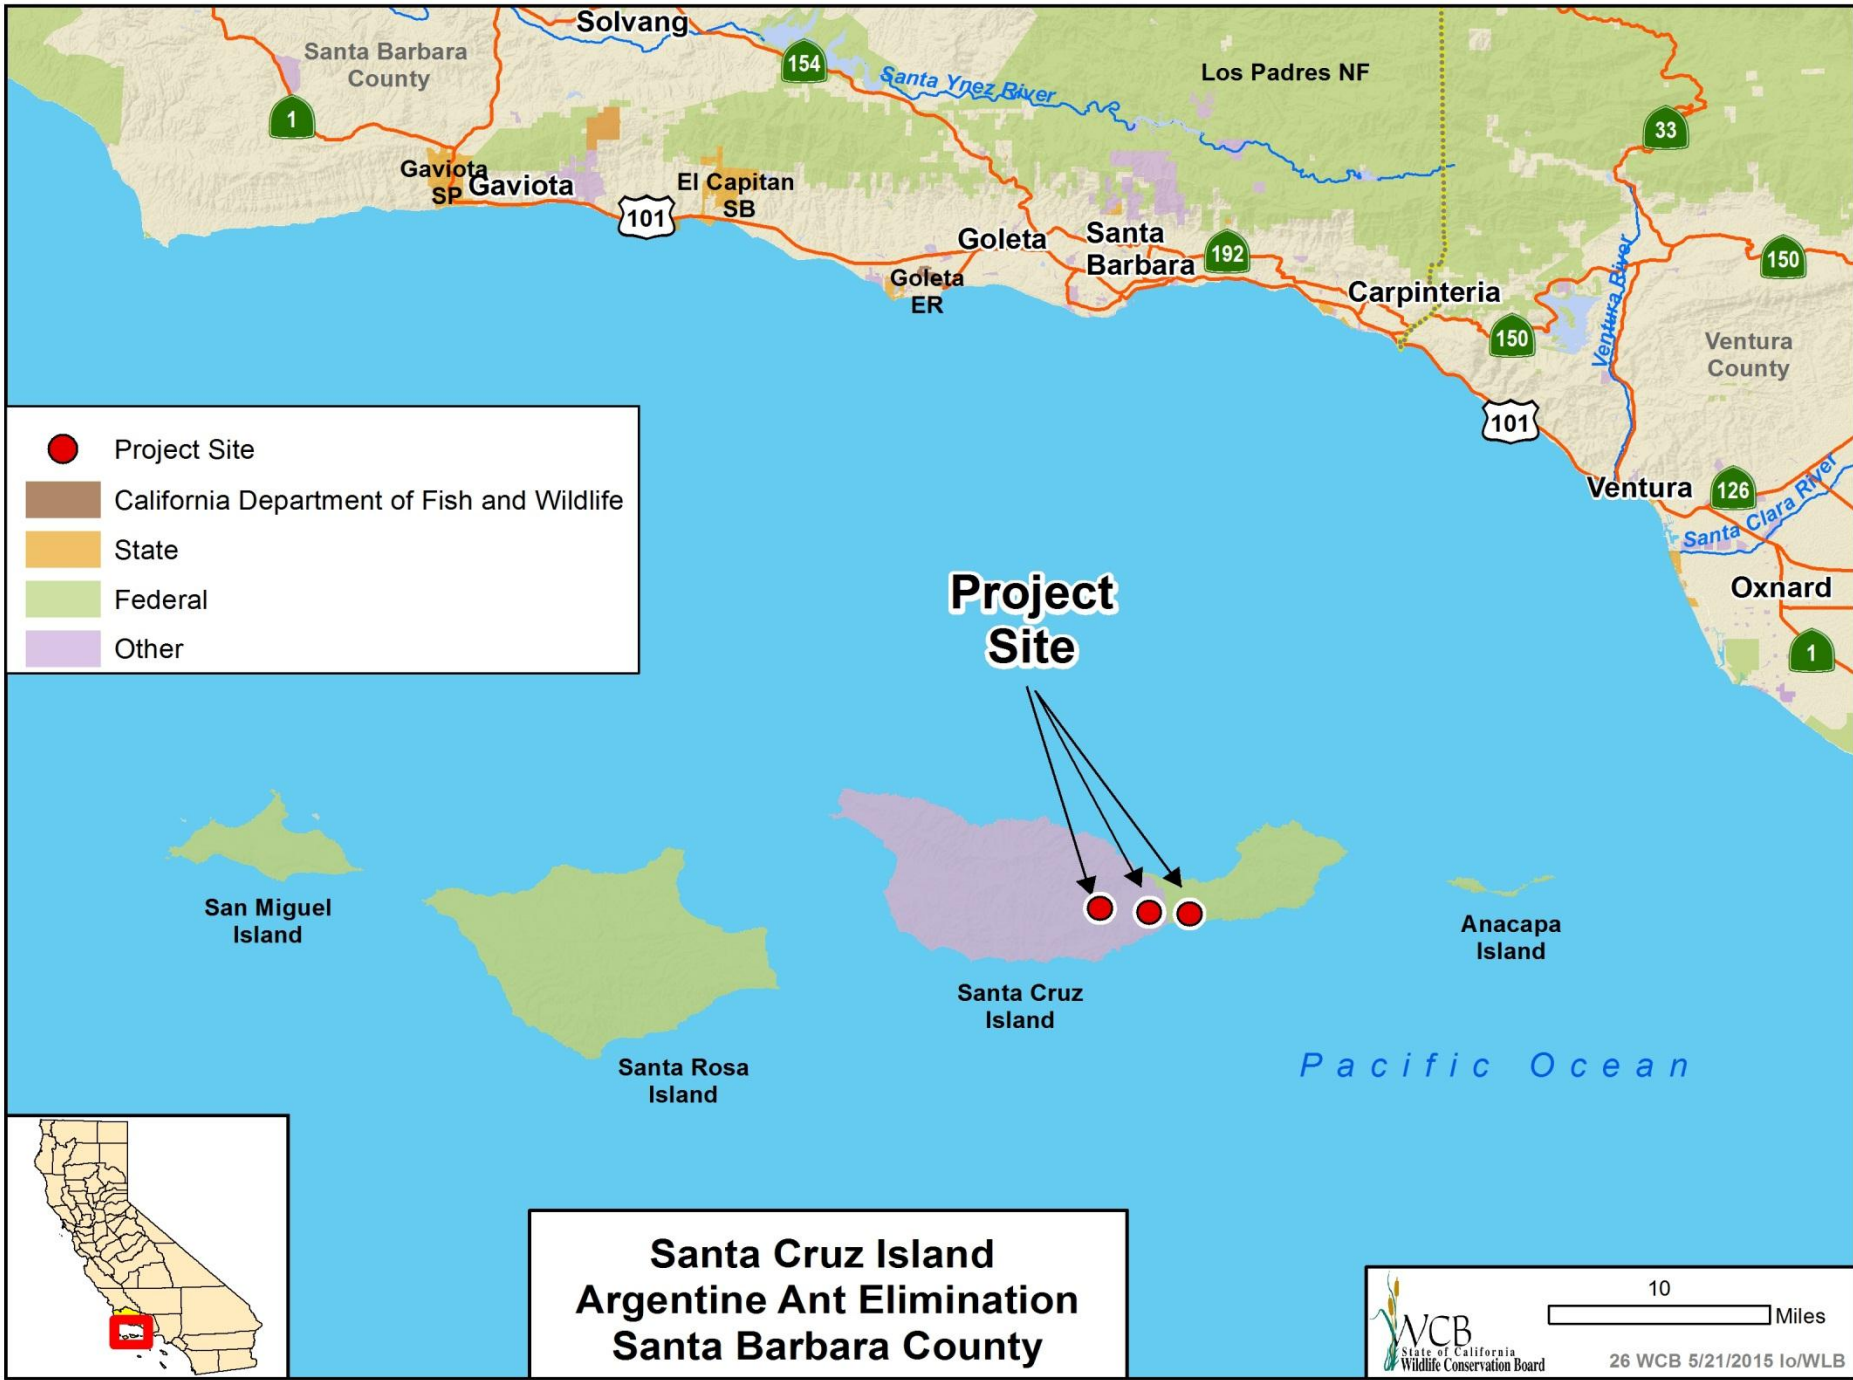 Solvang
Santa Barbara
County
154
Santa Ynez River
Los Padres NF
1
33
Gaviota
SP
Gaviota
El Capitan
SB
101
Goleta
Santa
Barbara
192
150
Goleta
ER
Carpinteria
150
Ventura River
Ventura
County
101
Ventura
126
Santa Clara River
Oxnard
1
Project Site
California Department of Fish and Wildlife
State
Federal
Other
Project
Site
San Miguel
Island
Santa Rosa
Island
Santa Cruz
Island
Anacapa
Island
Pacific Ocean
Santa Cruz Island
Argentine Ant Elimination
Santa Barbara County
10
Miles
WCB
State of California
Wildlife Conservation Board
26 WCB 5/21/2015 lo/WLB